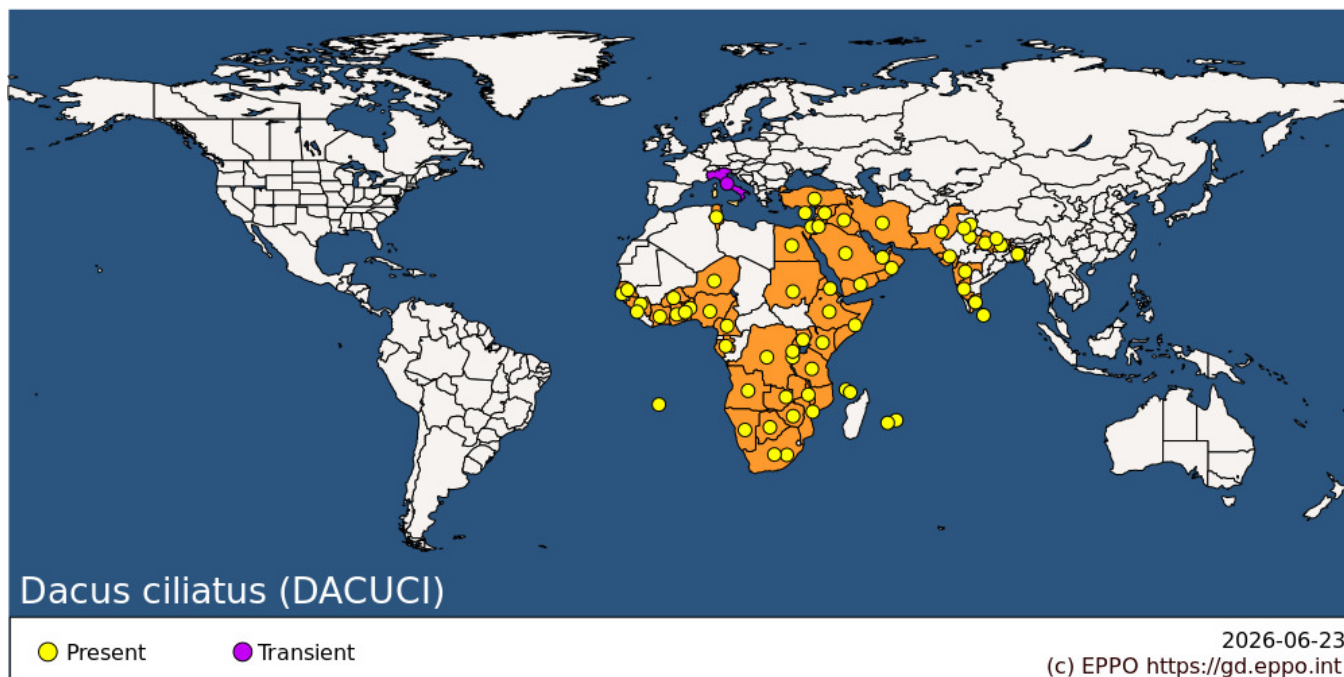 Dacus ciliatus (DACUCI)
Present
Transient
2026-06-23
(c) EPPO https://gd.eppo.int